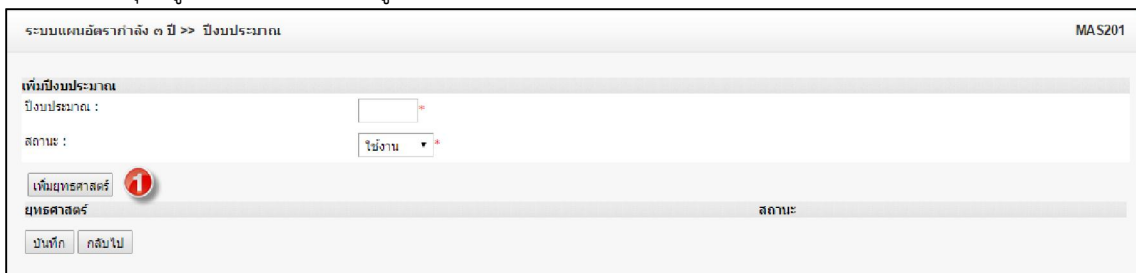 ระบบแผนอัตรากำลัง ๓ ปี >> ปีงบประมาณ MAS201
เพิ่มปีงบประมาณ
ปีงบประมาณ : *
สถานะ : ใช้งาน *
เพิ่มยุทธศาสตร์ 1
ยุทธศาสตร์ สถานะ
บันทึก กลับไป